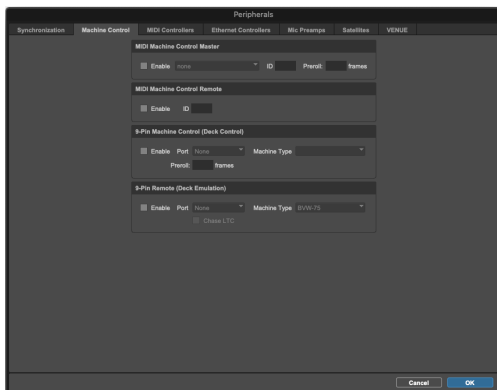 Peripherals
Synchronization Machine Control MIDI Controllers Ethernet Controllers Mic Preamps Satellites VENUE
MIDI Machine Control Master
Enable none ID Preroll: frames
MIDI Machine Control Remote
Enable ID
9-Pin Machine Control (Deck Control)
Enable Port None Machine Type
Preroll: frames
9-Pin Remote (Deck Emulation)
Enable Port None Machine Type BVW-75
Chase LTC
Cancel OK